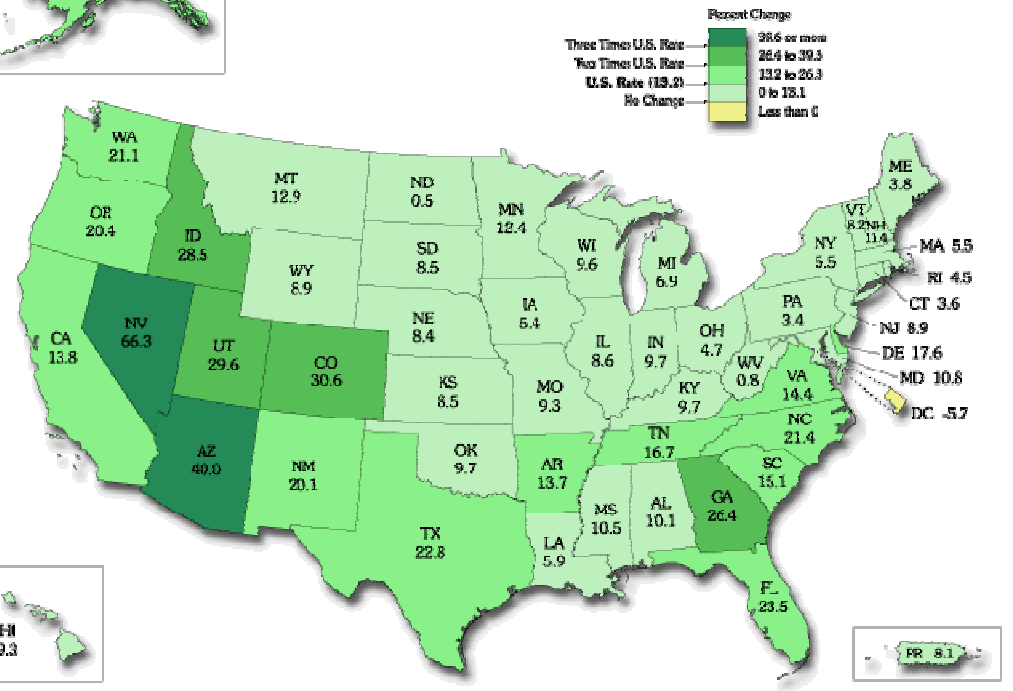 Percent Change
Three Times U.S. Rate
39.6 or more
Two Times U.S. Rate
26.4 to 39.5
U.S. Rate (13.2)
13.2 to 26.3
No Change
0 to 13.1
Less than 0
WA
21.1
OR
20.4
ID
28.5
MT
12.9
ND
0.5
MN
12.4
WI
9.6
MI
6.9
NY
5.5
VT
8.2
NH
11.4
ME
3.8
MA 5.5
RI 4.5
CT 3.6
NJ 8.9
DE 17.6
MD 10.8
DC -5.7
SD
8.5
WY
8.9
NV
66.3
CA
13.8
UT
29.6
CO
30.6
NE
8.4
IA
5.4
IL
8.6
IN
9.7
OH
4.7
PA
3.4
WV
0.8
VA
14.4
KS
8.5
MO
9.3
KY
9.7
NC
21.4
TN
16.7
SC
15.1
AZ
40.0
NM
20.1
OK
9.7
AR
13.7
MS
10.5
AL
10.1
GA
26.4
TX
22.8
LA
5.9
FL
23.5
HI
9.3
PR 8.1